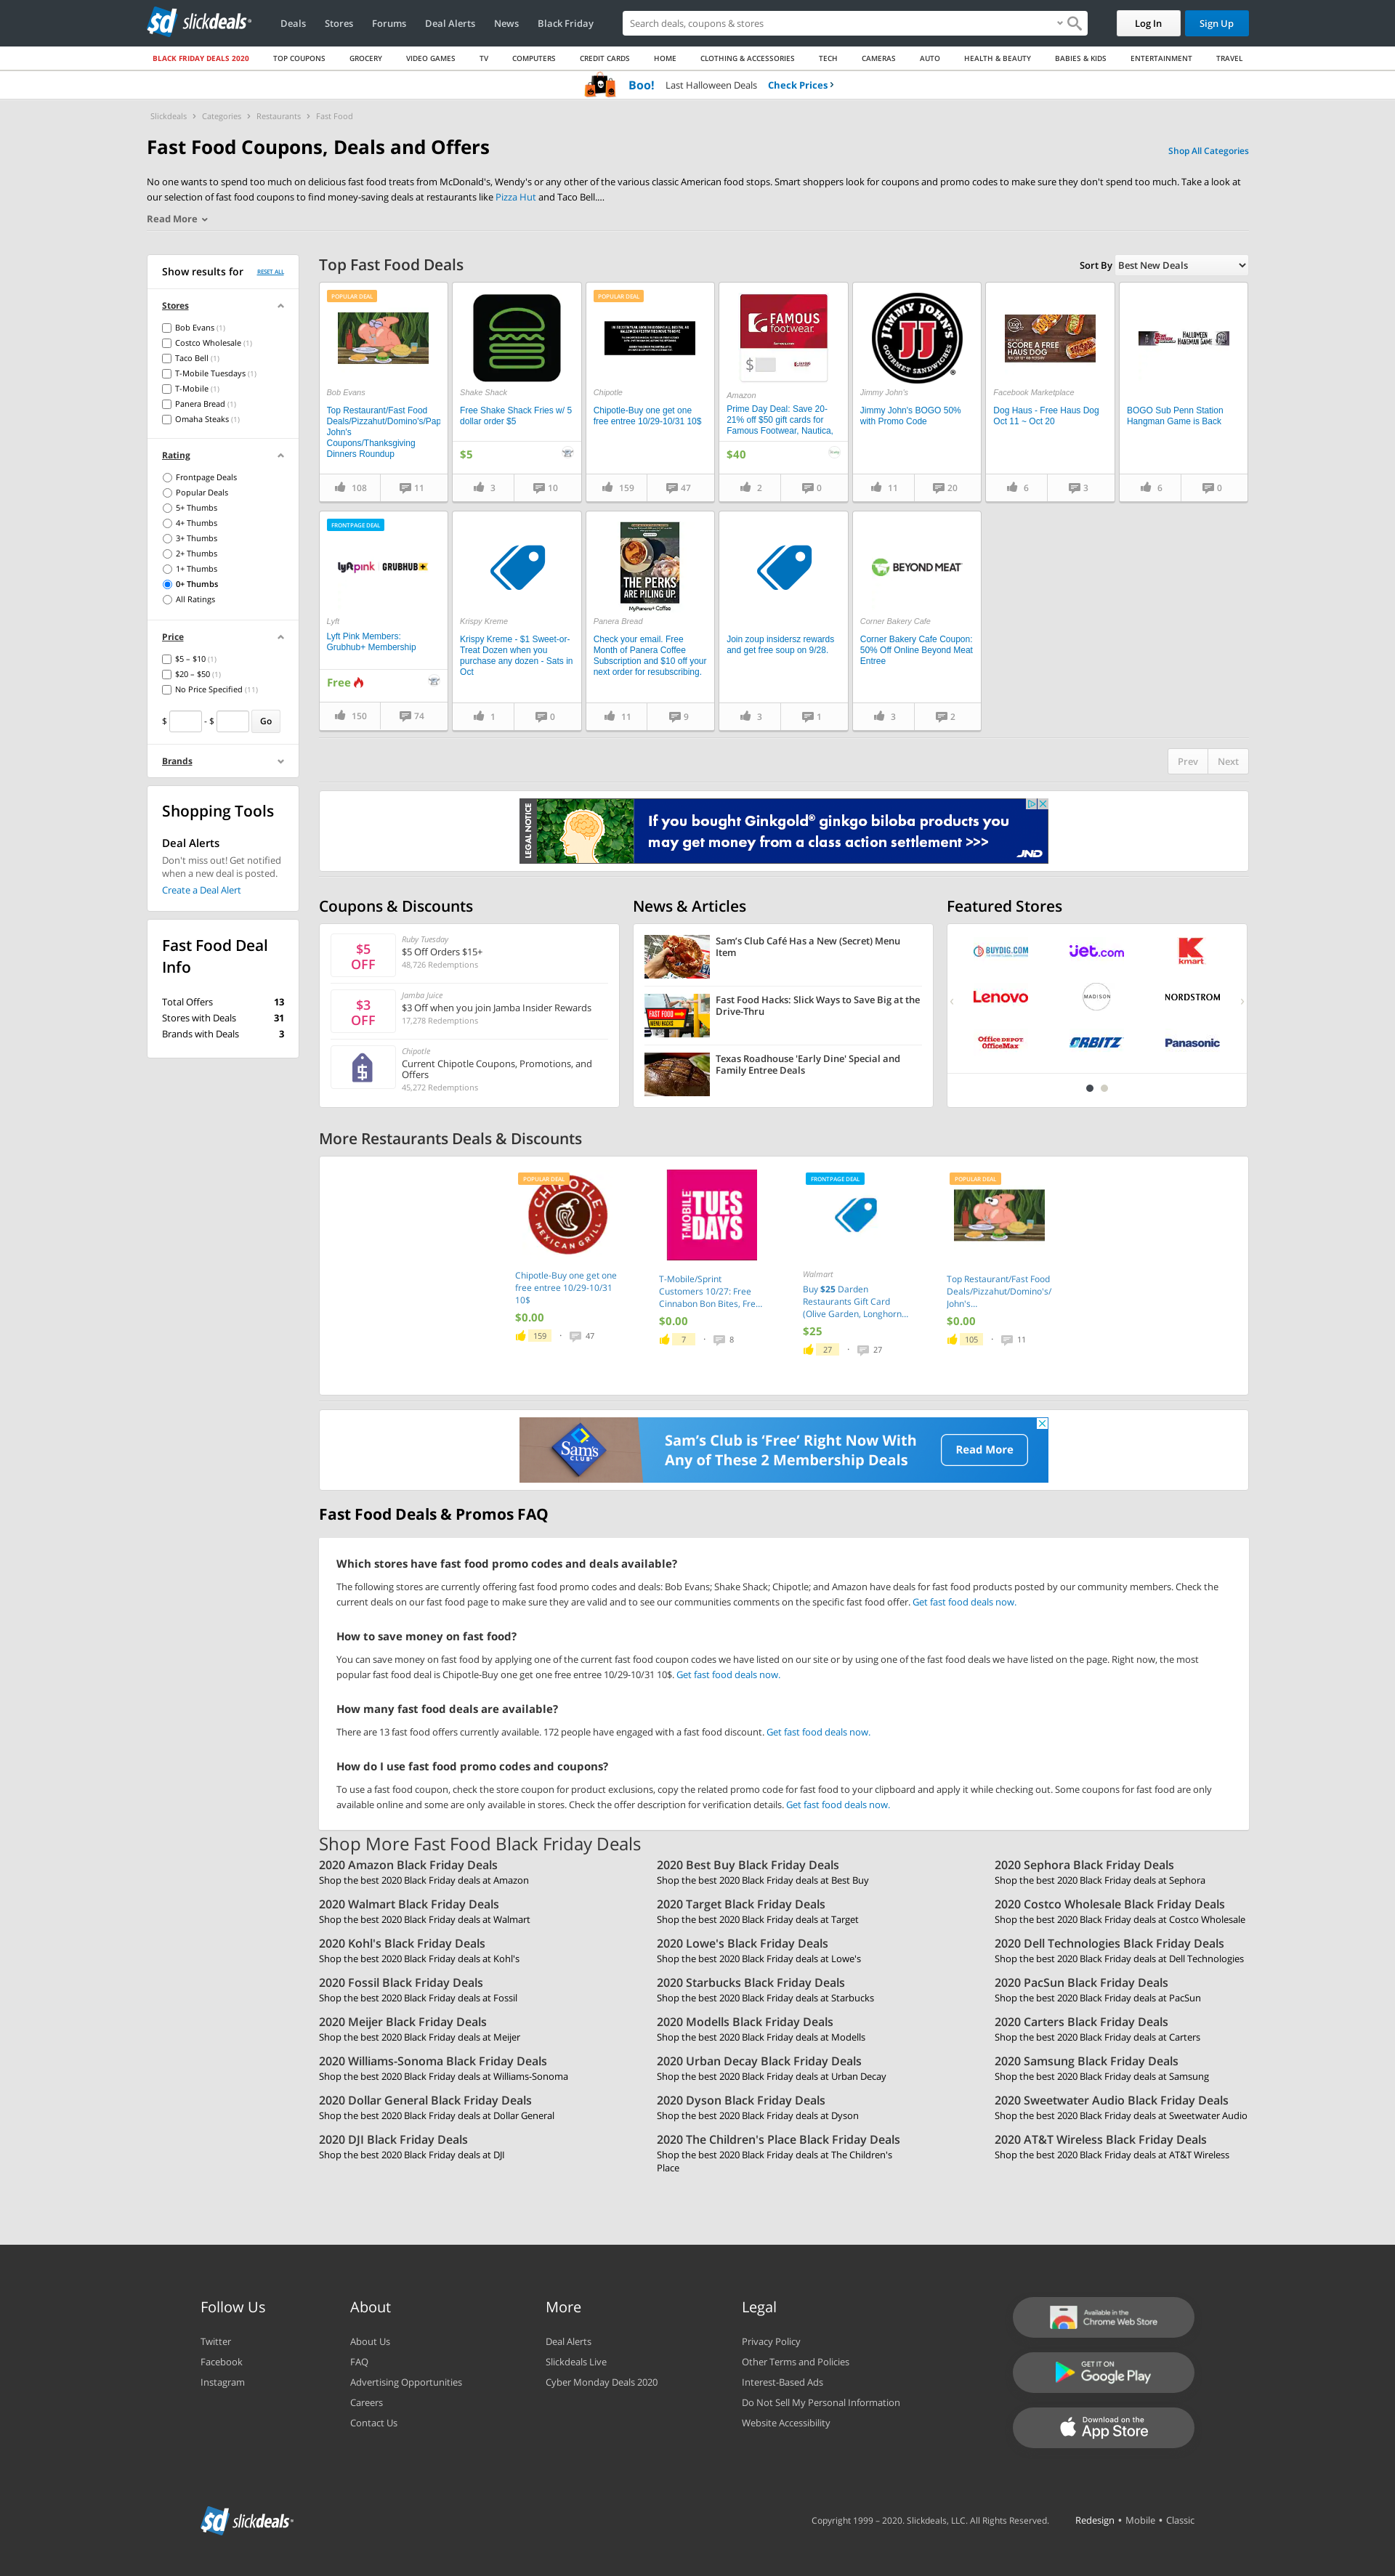 sd slickdeals
Deals Stores Forums Deal Alerts News Black Friday
Search deals, coupons & stores
Log In Sign Up
BLACK FRIDAY DEALS 2020 TOP COUPONS GROCERY VIDEO GAMES TV COMPUTERS CREDIT CARDS HOME CLOTHING & ACCESSORIES TECH CAMERAS AUTO HEALTH & BEAUTY BABIES & KIDS ENTERTAINMENT TRAVEL
Boo! Last Halloween Deals Check Prices ›
Slickdeals › Categories › Restaurants › Fast Food
Fast Food Coupons, Deals and Offers
Shop All Categories
No one wants to spend too much on delicious fast food treats from McDonald's, Wendy's or any other of the various classic American food stops. Smart shoppers look for coupons and promo codes to make sure they don't spend too much. Take a look at
our selection of fast food coupons to find money-saving deals at restaurants like Pizza Hut and Taco Bell....
Read More
Show results for RESET ALL
Stores
Bob Evans (1)
Costco Wholesale (1)
Taco Bell (1)
T-Mobile Tuesdays (1)
T-Mobile (1)
Panera Bread (1)
Omaha Steaks (1)
Rating
Frontpage Deals
Popular Deals
5+ Thumbs
4+ Thumbs
3+ Thumbs
2+ Thumbs
1+ Thumbs
0+ Thumbs
All Ratings
Price
$5 – $10 (1)
$20 – $50 (1)
No Price Specified (11)
$ - $ Go
Brands
Shopping Tools
Deal Alerts
Don't miss out! Get notified
when a new deal is posted.
Create a Deal Alert
Fast Food Deal
Info
Total Offers 13
Stores with Deals 31
Brands with Deals 3
Top Fast Food Deals
Sort By Best New Deals
POPULAR DEAL
Bob Evans
Top Restaurant/Fast Food
Deals/Pizzahut/Domino's/Pap
John's
Coupons/Thanksgiving
Dinners Roundup
108 11
Shake Shack
Free Shake Shack Fries w/ 5
dollar order $5
$5
3 10
POPULAR DEAL
Chipotle
Chipotle-Buy one get one
free entree 10/29-10/31 10$
159 47
FAMOUS
footwear.
$
Amazon
Prime Day Deal: Save 20-
21% off $50 gift cards for
Famous Footwear, Nautica,
$40
2 0
JIMMY JOHN'S
JJ
GOURMET SANDWICHES
Jimmy John's
Jimmy John's BOGO 50%
with Promo Code
11 20
SCORE A FREE
HAUS DOG
Facebook Marketplace
Dog Haus - Free Haus Dog
Oct 11 ~ Oct 20
6 3
HALLOWEEN
HANGMAN GAME
BOGO Sub Penn Station
Hangman Game is Back
6 0
FRONTPAGE DEAL
lyft pink GRUBHUB+
Lyft
Lyft Pink Members:
Grubhub+ Membership
Free
150 74
Krispy Kreme
Krispy Kreme - $1 Sweet-or-
Treat Dozen when you
purchase any dozen - Sats in
Oct
1 0
THE PERKS
ARE PILING UP.
MyPanera+ Coffee
Panera Bread
Check your email. Free
Month of Panera Coffee
Subscription and $10 off your
next order for resubscribing.
11 9
Join zoup insidersz rewards
and get free soup on 9/28.
3 1
BEYOND MEAT
Corner Bakery Cafe
Corner Bakery Cafe Coupon:
50% Off Online Beyond Meat
Entree
3 2
Prev Next
LEGAL NOTICE
If you bought Ginkgold® ginkgo biloba products you
may get money from a class action settlement >>>
JND
Coupons & Discounts
$5
OFF
Ruby Tuesday
$5 Off Orders $15+
48,726 Redemptions
$3
OFF
Jamba Juice
$3 Off when you join Jamba Insider Rewards
17,278 Redemptions
Chipotle
Current Chipotle Coupons, Promotions, and
Offers
45,272 Redemptions
News & Articles
Sam's Club Café Has a New (Secret) Menu
Item
FAST FOOD
MENU HACKS
Fast Food Hacks: Slick Ways to Save Big at the
Drive-Thru
Texas Roadhouse 'Early Dine' Special and
Family Entree Deals
Featured Stores
BUYDIG.COM jet.com K kmart
Lenovo MADISON NORDSTROM
Office DEPOT OfficeMax ORBITZ Panasonic
More Restaurants Deals & Discounts
POPULAR DEAL
CHIPOTLE
MEXICAN GRILL
Chipotle-Buy one get one
free entree 10/29-10/31
10$
$0.00
159 · 47
T-MOBILE TUESDAYS
T-Mobile/Sprint
Customers 10/27: Free
Cinnabon Bon Bites, Fre...
$0.00
7 · 8
FRONTPAGE DEAL
Walmart
Buy $25 Darden
Restaurants Gift Card
(Olive Garden, Longhorn...
$25
27 · 27
POPULAR DEAL
Top Restaurant/Fast Food
Deals/Pizzahut/Domino's/
John's...
$0.00
105 · 11
Sam's CLUB
Sam's Club is 'Free' Right Now With
Any of These 2 Membership Deals
Read More
Fast Food Deals & Promos FAQ
Which stores have fast food promo codes and deals available?
The following stores are currently offering fast food promo codes and deals: Bob Evans; Shake Shack; Chipotle; and Amazon have deals for fast food products posted by our community members. Check the
current deals on our fast food page to make sure they are valid and to see our communities comments on the specific fast food offer. Get fast food deals now.
How to save money on fast food?
You can save money on fast food by applying one of the current fast food coupon codes we have listed on our site or by using one of the fast food deals we have listed on the page. Right now, the most
popular fast food deal is Chipotle-Buy one get one free entree 10/29-10/31 10$. Get fast food deals now.
How many fast food deals are available?
There are 13 fast food offers currently available. 172 people have engaged with a fast food discount. Get fast food deals now.
How do I use fast food promo codes and coupons?
To use a fast food coupon, check the store coupon for product exclusions, copy the related promo code for fast food to your clipboard and apply it while checking out. Some coupons for fast food are only
available online and some are only available in stores. Check the offer description for verification details. Get fast food deals now.
Shop More Fast Food Black Friday Deals
2020 Amazon Black Friday Deals
Shop the best 2020 Black Friday deals at Amazon
2020 Best Buy Black Friday Deals
Shop the best 2020 Black Friday deals at Best Buy
2020 Sephora Black Friday Deals
Shop the best 2020 Black Friday deals at Sephora
2020 Walmart Black Friday Deals
Shop the best 2020 Black Friday deals at Walmart
2020 Target Black Friday Deals
Shop the best 2020 Black Friday deals at Target
2020 Costco Wholesale Black Friday Deals
Shop the best 2020 Black Friday deals at Costco Wholesale
2020 Kohl's Black Friday Deals
Shop the best 2020 Black Friday deals at Kohl's
2020 Lowe's Black Friday Deals
Shop the best 2020 Black Friday deals at Lowe's
2020 Dell Technologies Black Friday Deals
Shop the best 2020 Black Friday deals at Dell Technologies
2020 Fossil Black Friday Deals
Shop the best 2020 Black Friday deals at Fossil
2020 Starbucks Black Friday Deals
Shop the best 2020 Black Friday deals at Starbucks
2020 PacSun Black Friday Deals
Shop the best 2020 Black Friday deals at PacSun
2020 Meijer Black Friday Deals
Shop the best 2020 Black Friday deals at Meijer
2020 Modells Black Friday Deals
Shop the best 2020 Black Friday deals at Modells
2020 Carters Black Friday Deals
Shop the best 2020 Black Friday deals at Carters
2020 Williams-Sonoma Black Friday Deals
Shop the best 2020 Black Friday deals at Williams-Sonoma
2020 Urban Decay Black Friday Deals
Shop the best 2020 Black Friday deals at Urban Decay
2020 Samsung Black Friday Deals
Shop the best 2020 Black Friday deals at Samsung
2020 Dollar General Black Friday Deals
Shop the best 2020 Black Friday deals at Dollar General
2020 Dyson Black Friday Deals
Shop the best 2020 Black Friday deals at Dyson
2020 Sweetwater Audio Black Friday Deals
Shop the best 2020 Black Friday deals at Sweetwater Audio
2020 DJI Black Friday Deals
Shop the best 2020 Black Friday deals at DJI
2020 The Children's Place Black Friday Deals
Shop the best 2020 Black Friday deals at The Children's
Place
2020 AT&T Wireless Black Friday Deals
Shop the best 2020 Black Friday deals at AT&T Wireless
Follow Us
Twitter
Facebook
Instagram
About
About Us
FAQ
Advertising Opportunities
Careers
Contact Us
More
Deal Alerts
Slickdeals Live
Cyber Monday Deals 2020
Legal
Privacy Policy
Other Terms and Policies
Interest-Based Ads
Do Not Sell My Personal Information
Website Accessibility
Available in the
Chrome Web Store
GET IT ON
Google Play
Download on the
App Store
sd slickdeals
Copyright 1999 – 2020. Slickdeals, LLC. All Rights Reserved. Redesign • Mobile • Classic